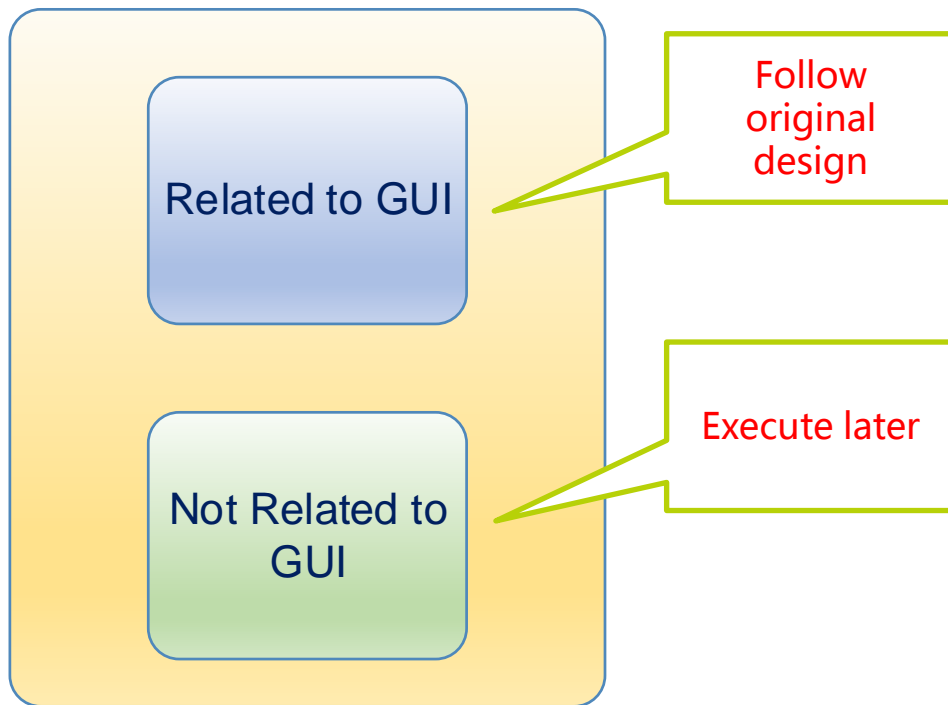 Related to GUI
Follow
original
design
Not Related to
GUI
Execute later